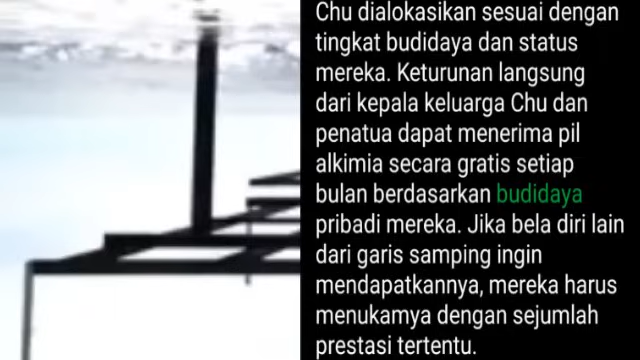 Chu dialokasikan sesuai dengan
tingkat budidaya dan status
mereka. Keturunan langsung
dari kepala keluarga Chu dan
penatua dapat menerima pil
alkimia secara gratis setiap
bulan berdasarkan budidaya
pribadi mereka. Jika bela diri lain
dari garis samping ingin
mendapatkannya, mereka harus
menukarnya dengan sejumlah
prestasi tertentu.